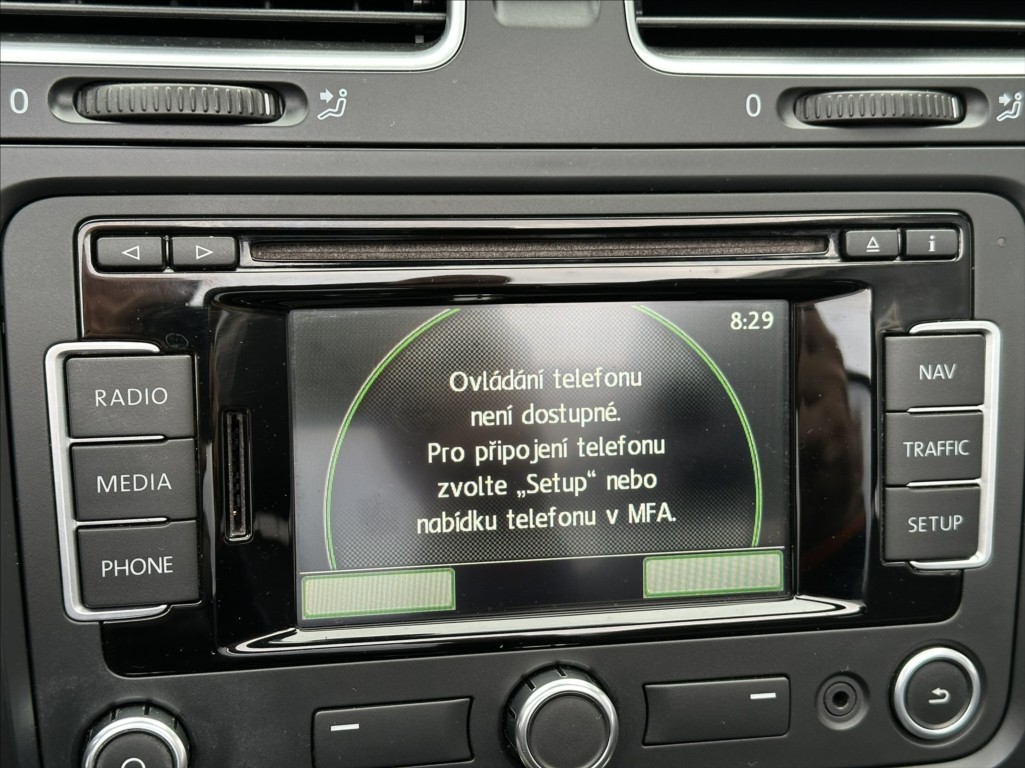 0
0
i
8:29
RADIO
MEDIA
PHONE
Ovládání telefonu
není dostupné.
Pro připojení telefonu
zvolte „Setup“ nebo
nabídku telefonu v MFA.
NAV
TRAFFIC
SETUP